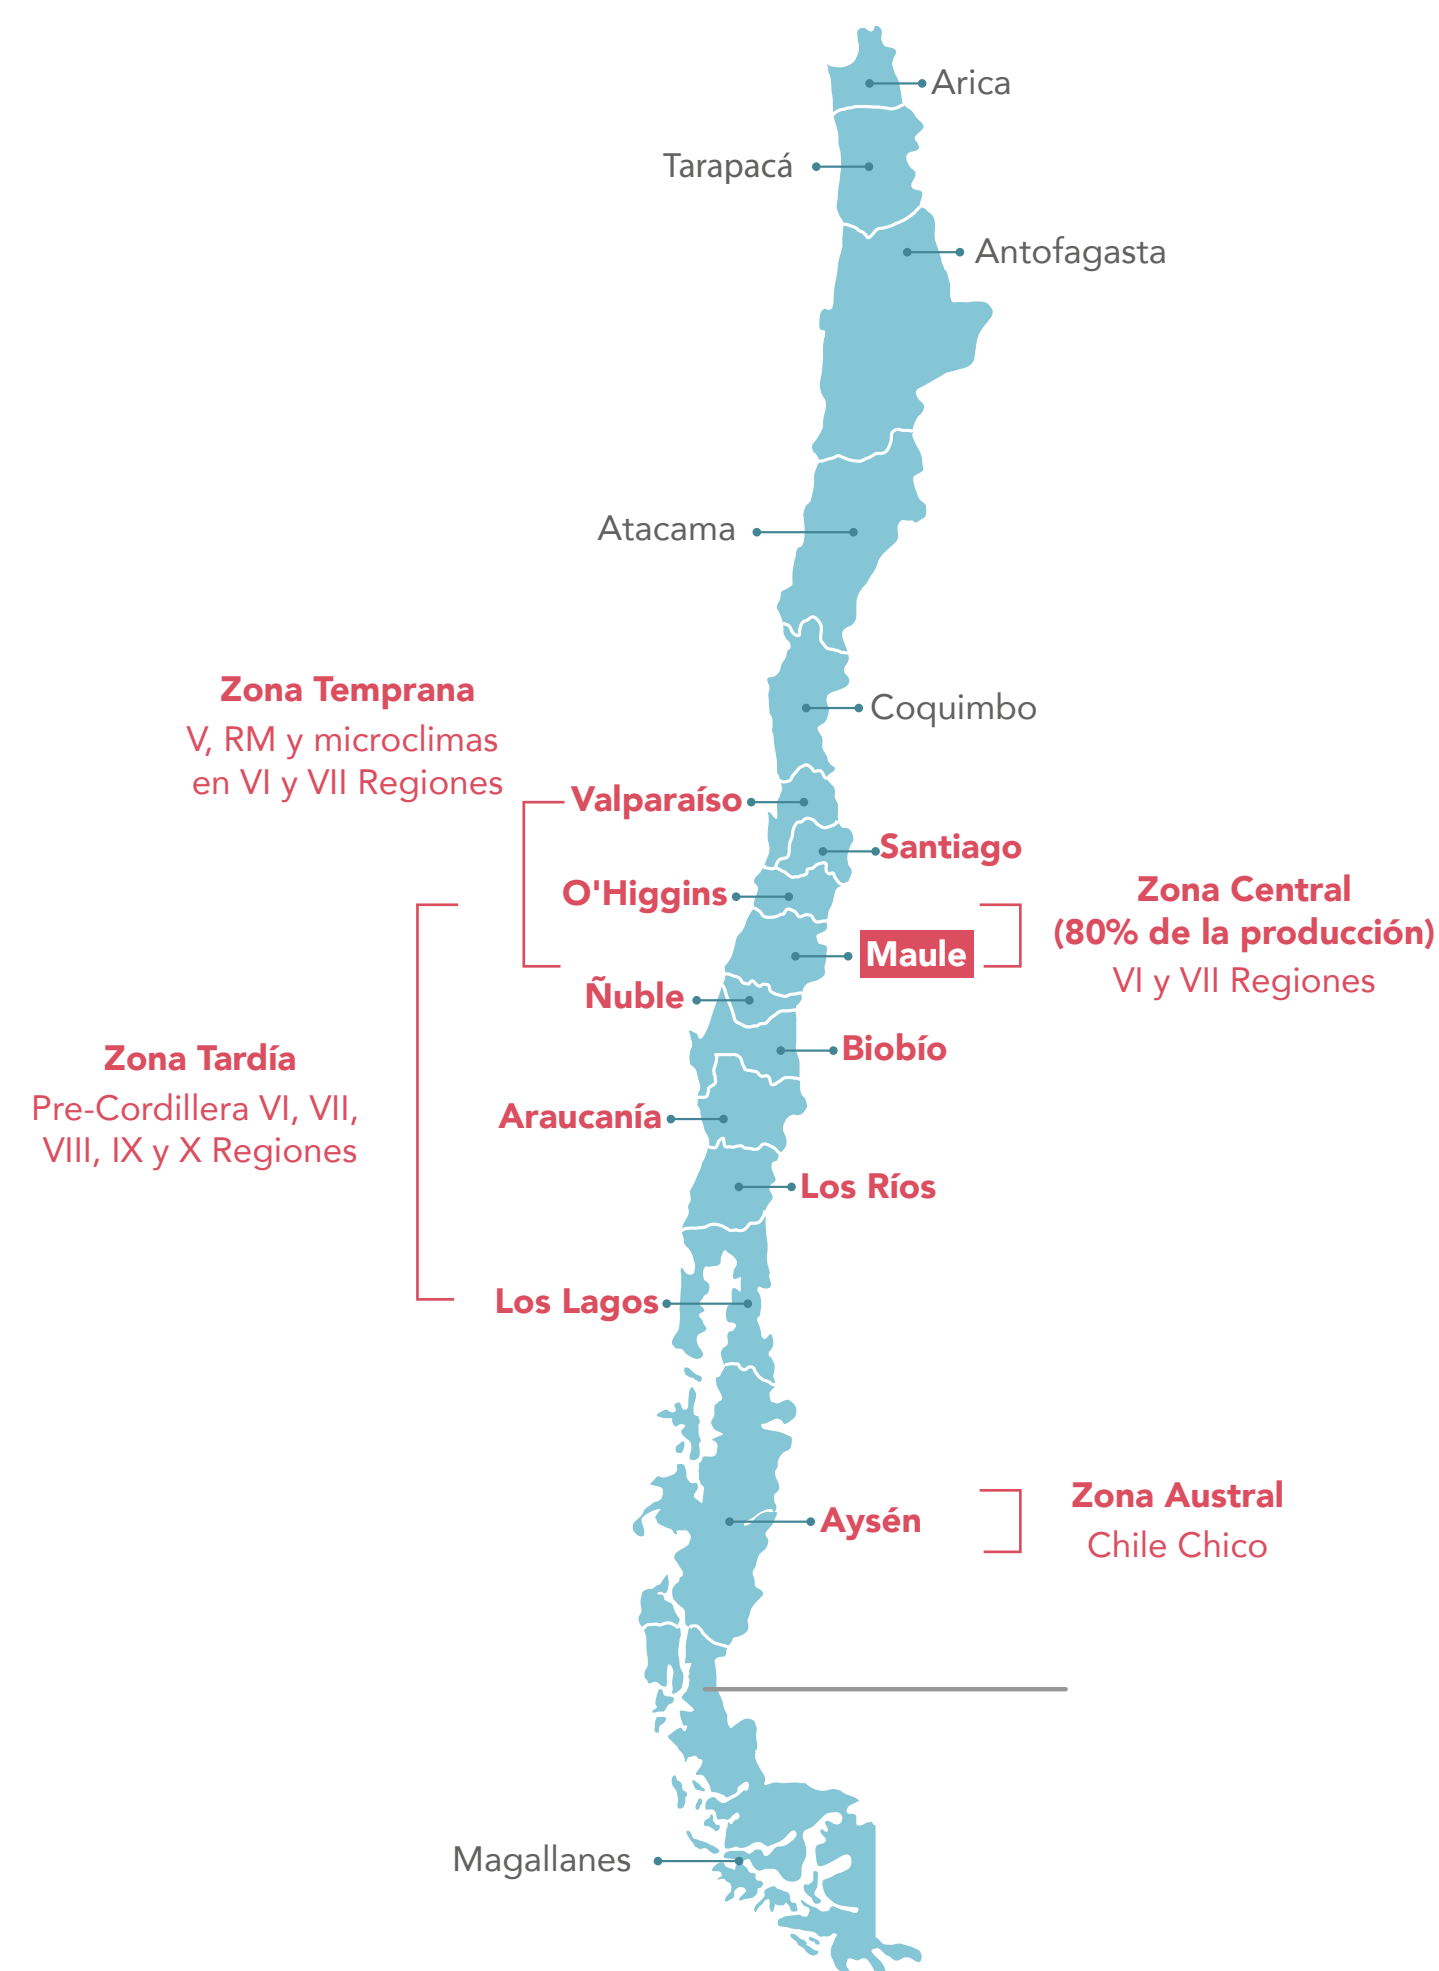 Arica
Tarapacá
Antofagasta
Atacama
Zona Temprana
V, RM y microclimas
en VI y VII Regiones
Coquimbo
Valparaíso
Santiago
O'Higgins
Zona Central
(80% de la producción)
VI y VII Regiones
Maule
Ñuble
Biobío
Zona Tardía
Pre-Cordillera VI, VII,
VIII, IX y X Regiones
Araucanía
Los Ríos
Los Lagos
Aysén
Zona Austral
Chile Chico
Magallanes